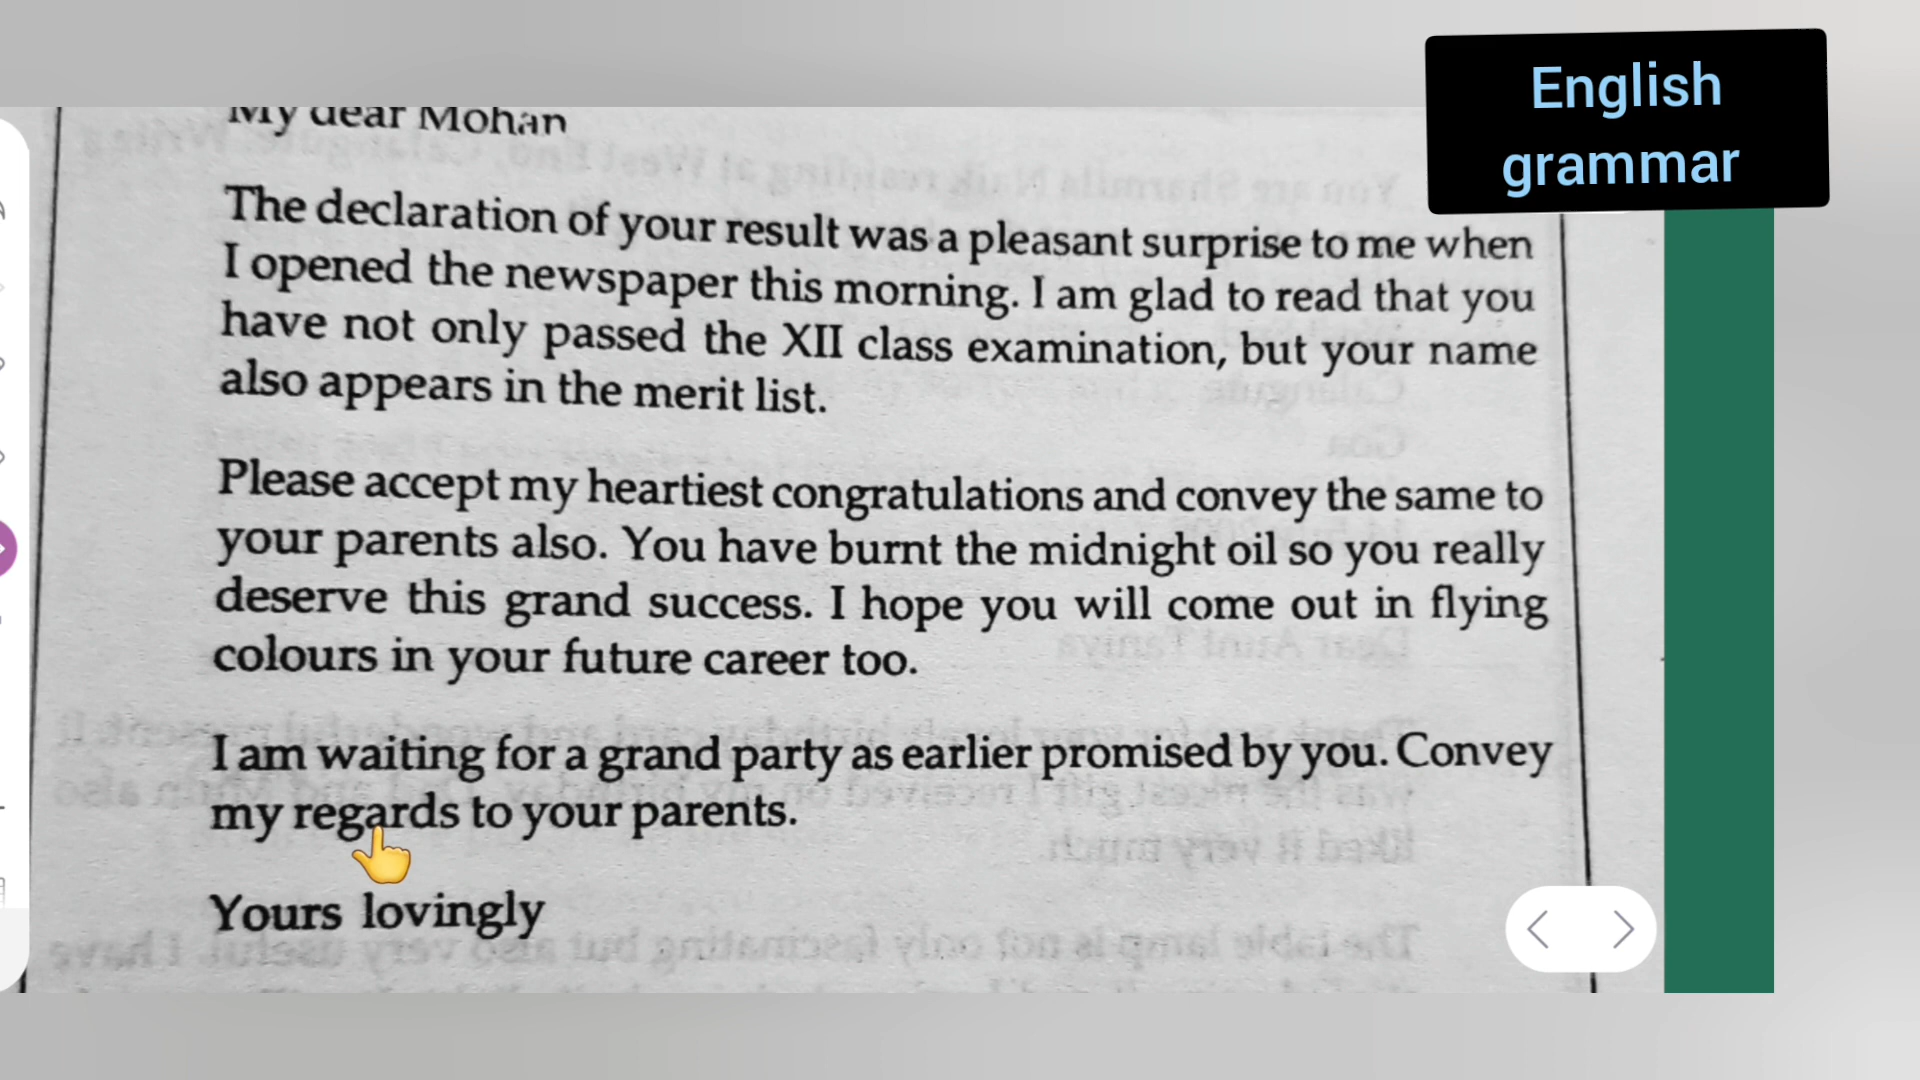 English
grammar
My dear Mohan
The declaration of your result was a pleasant surprise to me when
I opened the newspaper this morning. I am glad to read that you
have not only passed the XII class examination, but your name
also appears in the merit list.
Please accept my heartiest congratulations and convey the same to
your parents also. You have burnt the midnight oil so you really
deserve this grand success. I hope you will come out in flying
colours in your future career too.
I am waiting for a grand party as earlier promised by you. Convey
my regards to your parents.
Yours lovingly